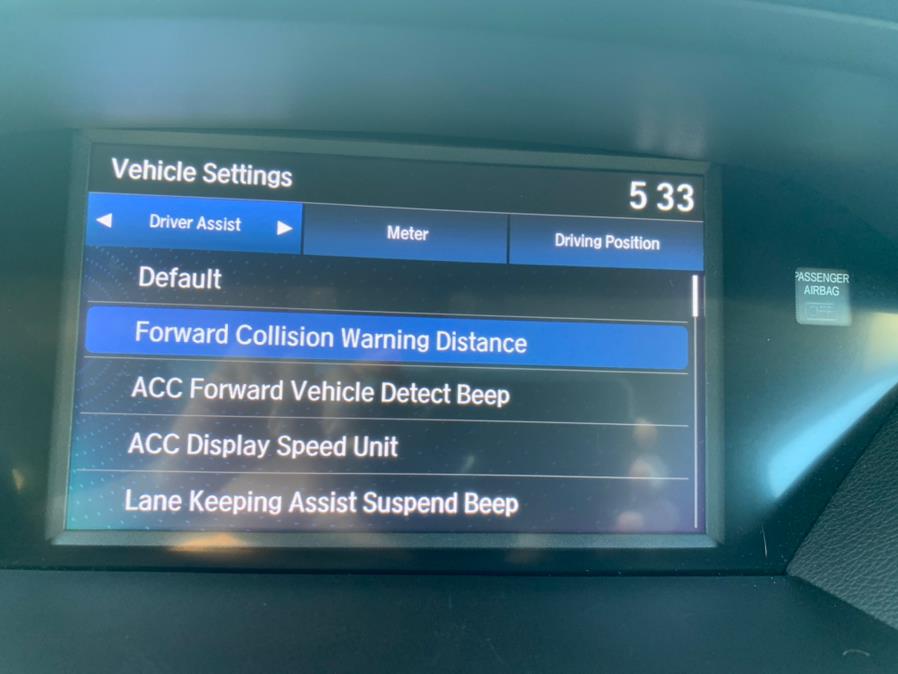 Vehicle Settings
5 33
Driver Assist
Meter
Driving Position
Default
Forward Collision Warning Distance
ACC Forward Vehicle Detect Beep
ACC Display Speed Unit
Lane Keeping Assist Suspend Beep
PASSENGER
AIRBAG
OFF